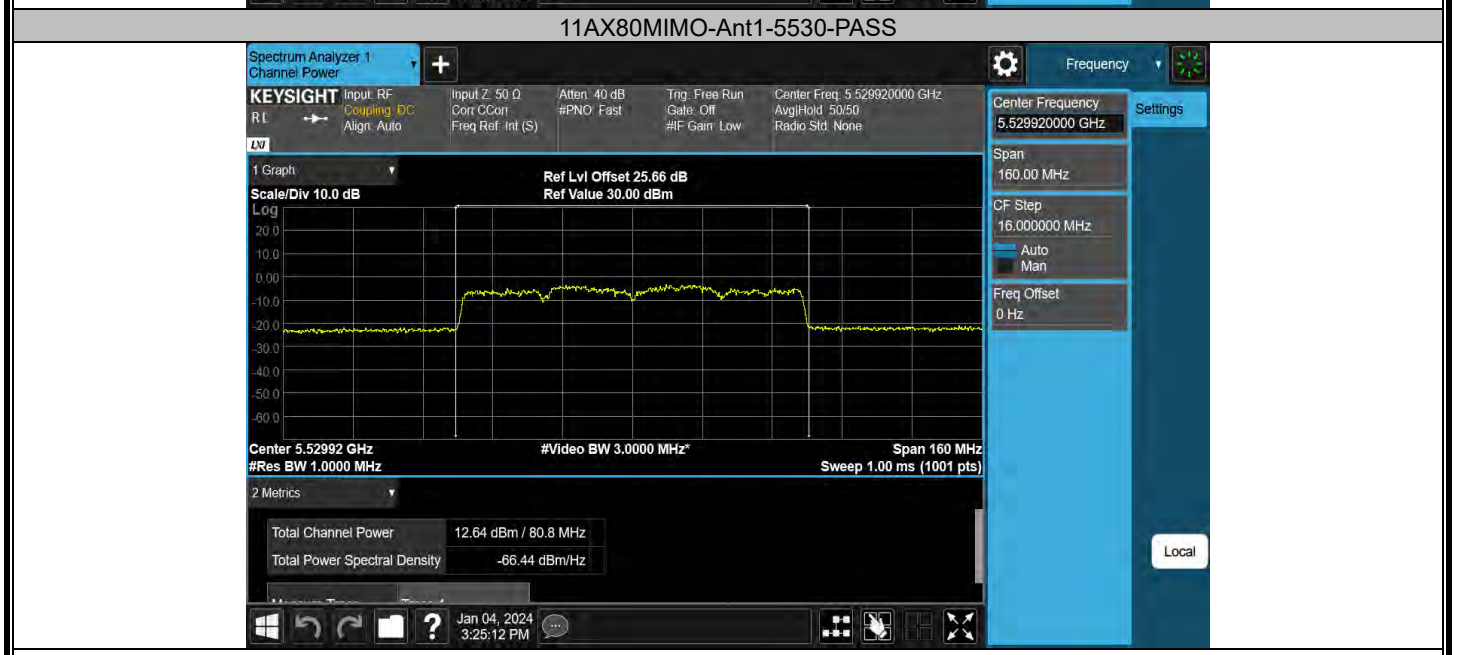 11AX80MIMO-Ant1-5530-PASS
Spectrum Analyzer 1
Channel Power
Frequency
KEYSIGHT
RL
LXI
Input: RF
Coupling: DC
Align: Auto
Input Z: 50 Ω
Corr CCorr
Freq Ref: Int (S)
Atten: 40 dB
#PNO: Fast
Trig: Free Run
Gate: Off
#IF Gain: Low
Center Freq: 5.529920000 GHz
Avg|Hold: 50/50
Radio Std: None
Center Frequency
5.529920000 GHz
Settings
Span
160.00 MHz
CF Step
16.000000 MHz
Auto
Man
Freq Offset
0 Hz
1 Graph
Scale/Div 10.0 dB
Ref Lvl Offset 25.66 dB
Ref Value 30.00 dBm
Log
20.0
10.0
0.00
-10.0
-20.0
-30.0
-40.0
-50.0
-60.0
Center 5.52992 GHz
#Video BW 3.0000 MHz*
Span 160 MHz
#Res BW 1.0000 MHz
Sweep 1.00 ms (1001 pts)
2 Metrics
Total Channel Power 12.64 dBm / 80.8 MHz
Total Power Spectral Density -66.44 dBm/Hz
Local
?
Jan 04, 2024
3:25:12 PM